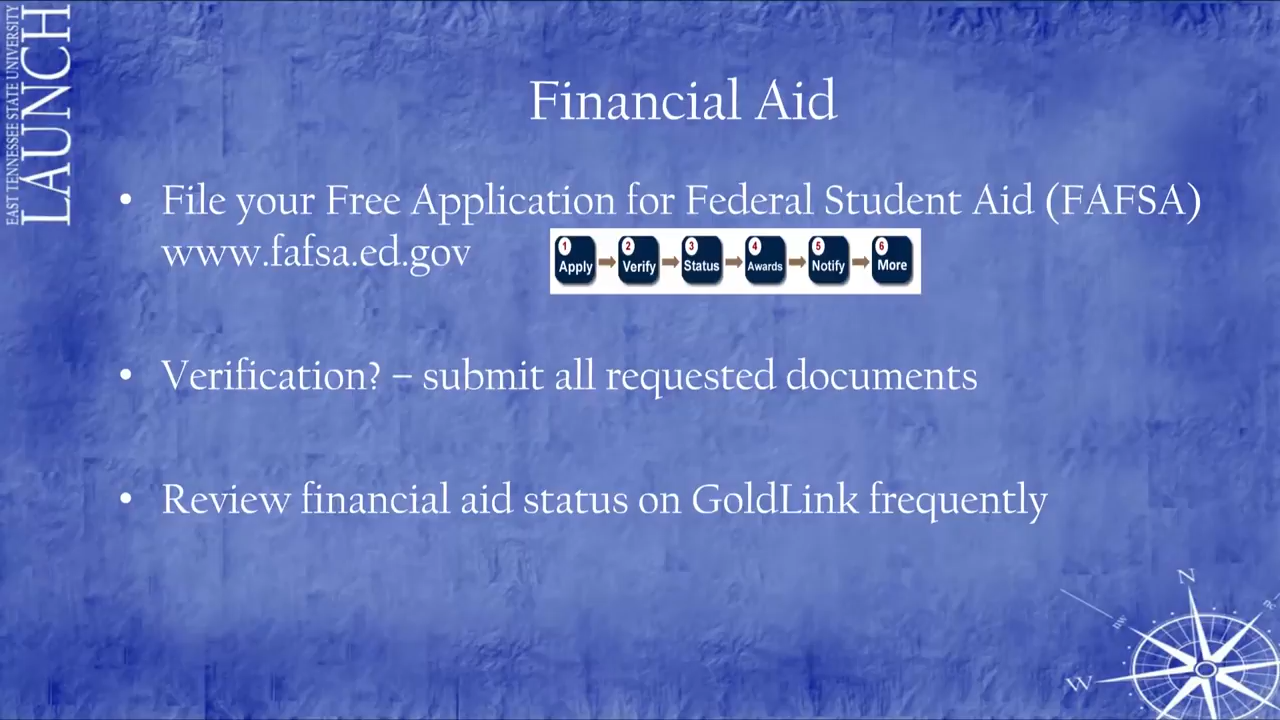 EAST TENNESSEE STATE UNIVERSITY
LAUNCH
Financial Aid
• File your Free Application for Federal Student Aid (FAFSA)
www.fafsa.ed.gov
1 Apply 2 Verify 3 Status 4 Awards 5 Notify 6 More
• Verification? – submit all requested documents
• Review financial aid status on GoldLink frequently
N
nw
W